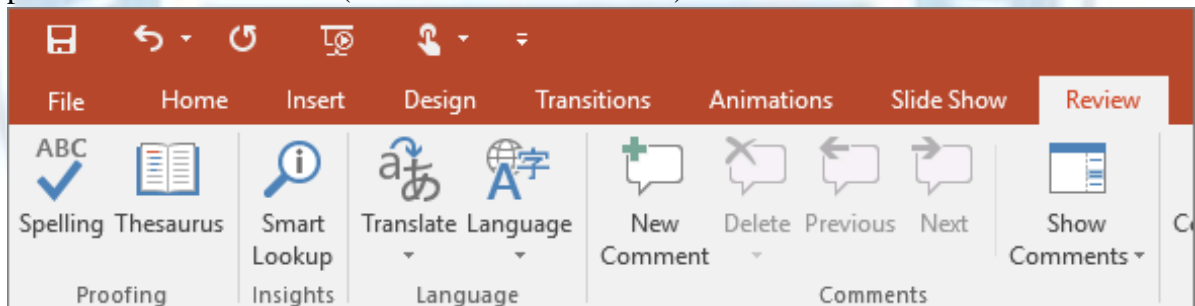 File Home Insert Design Transitions Animations Slide Show Review
ABC
Spelling Thesaurus Smart Lookup Translate Language New Comment Delete Previous Next Show Comments
Proofing Insights Language Comments